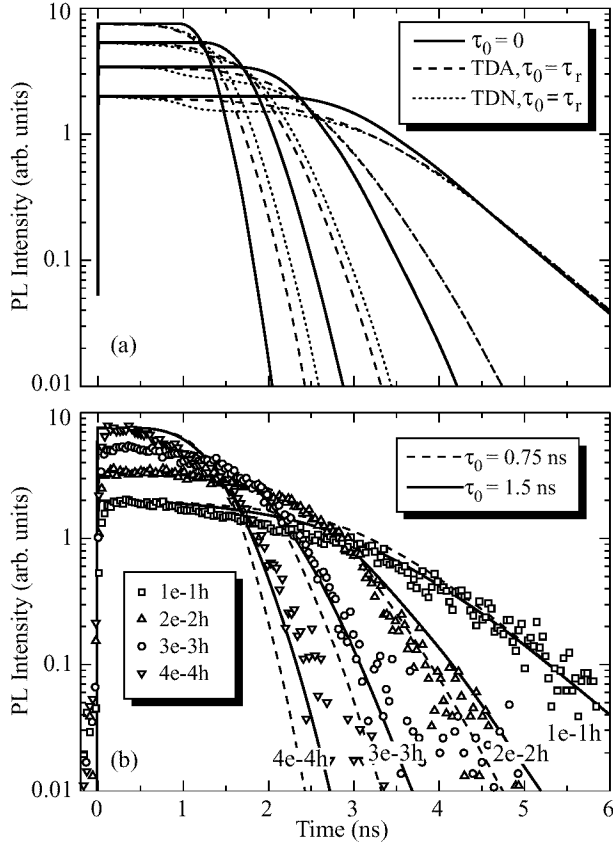 10
1
0.1
0.01
PL Intensity (arb. units)
τ₀ = 0
TDA, τ₀ = τᵣ
TDN, τ₀ = τᵣ
(a)
10
1
0.1
0.01
PL Intensity (arb. units)
τ₀ = 0.75 ns
τ₀ = 1.5 ns
1e-1h
2e-2h
3e-3h
4e-4h
4e-4h
3e-3h
2e-2h
1e-1h
(b)
0 1 2 3 4 5 6
Time (ns)